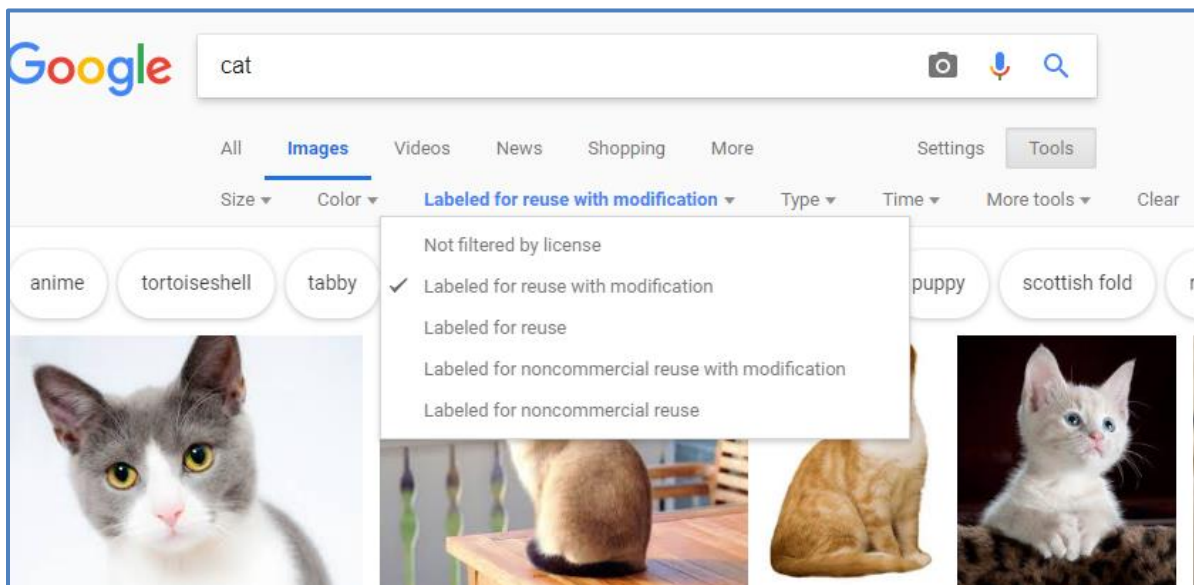 Google cat
All Images Videos News Shopping More Settings Tools
Size Color Labeled for reuse with modification Type Time More tools Clear
Not filtered by license
anime tortoiseshell tabby Labeled for reuse with modification puppy scottish fold
Labeled for reuse
Labeled for noncommercial reuse with modification
Labeled for noncommercial reuse